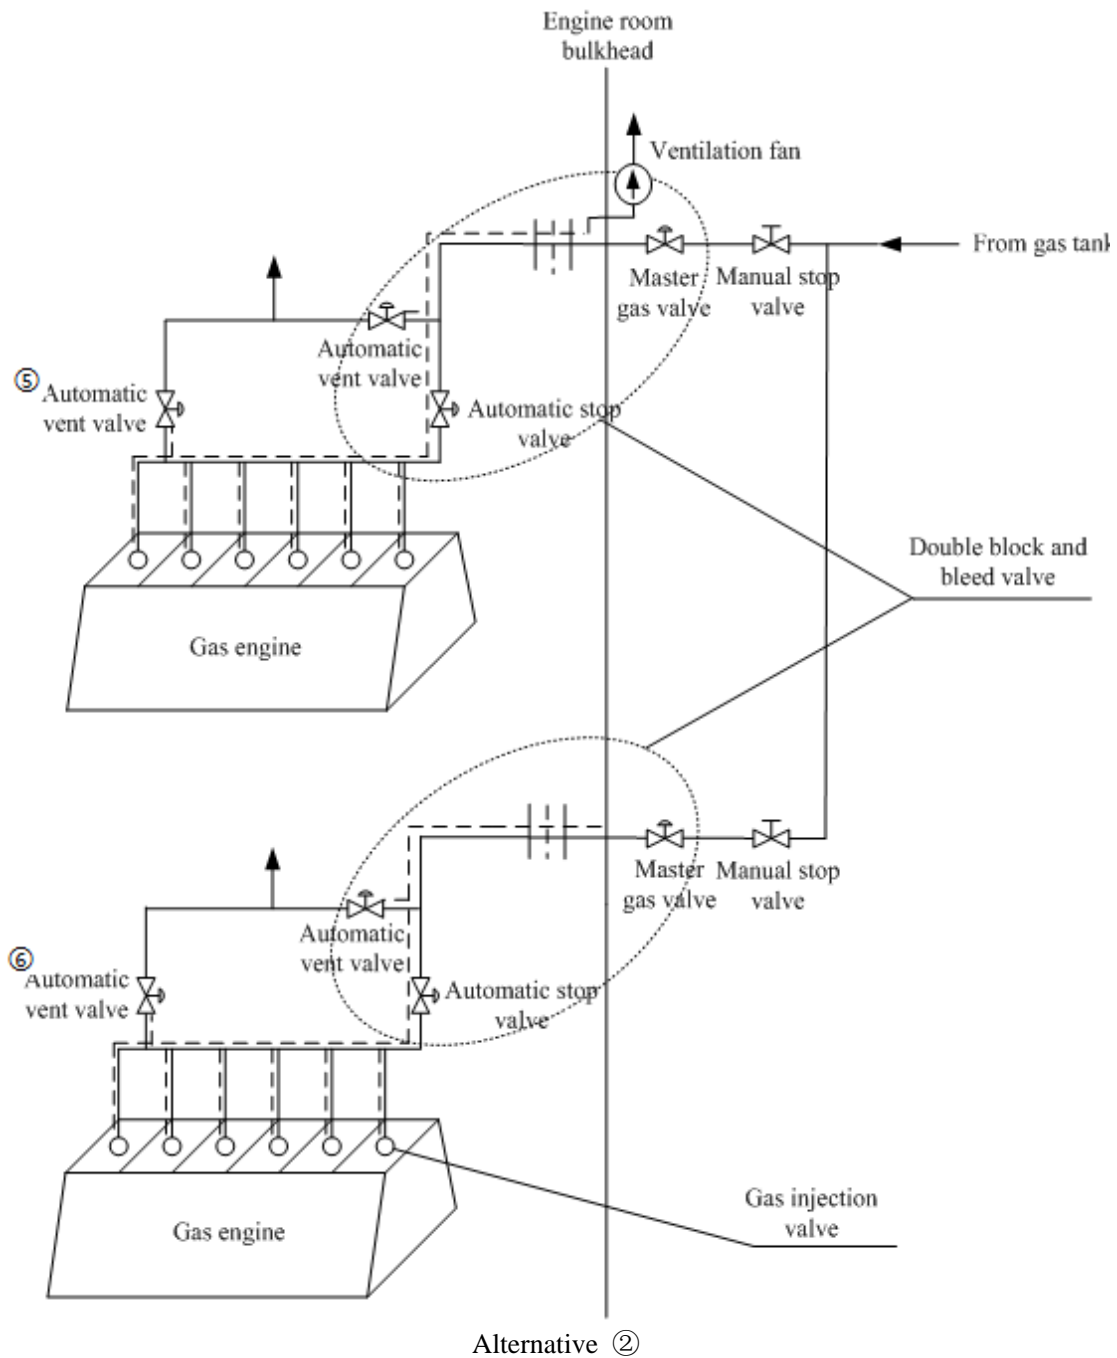 Engine room
bulkhead
Ventilation fan
From gas tank
Master
gas valve
Manual stop
valve
Automatic
vent valve
⑤
Automatic
vent valve
Automatic stop
valve
Gas engine
Double block and
bleed valve
Master
gas valve
Manual stop
valve
Automatic
vent valve
⑥
Automatic
vent valve
Automatic stop
valve
Gas engine
Gas injection
valve
Alternative ②